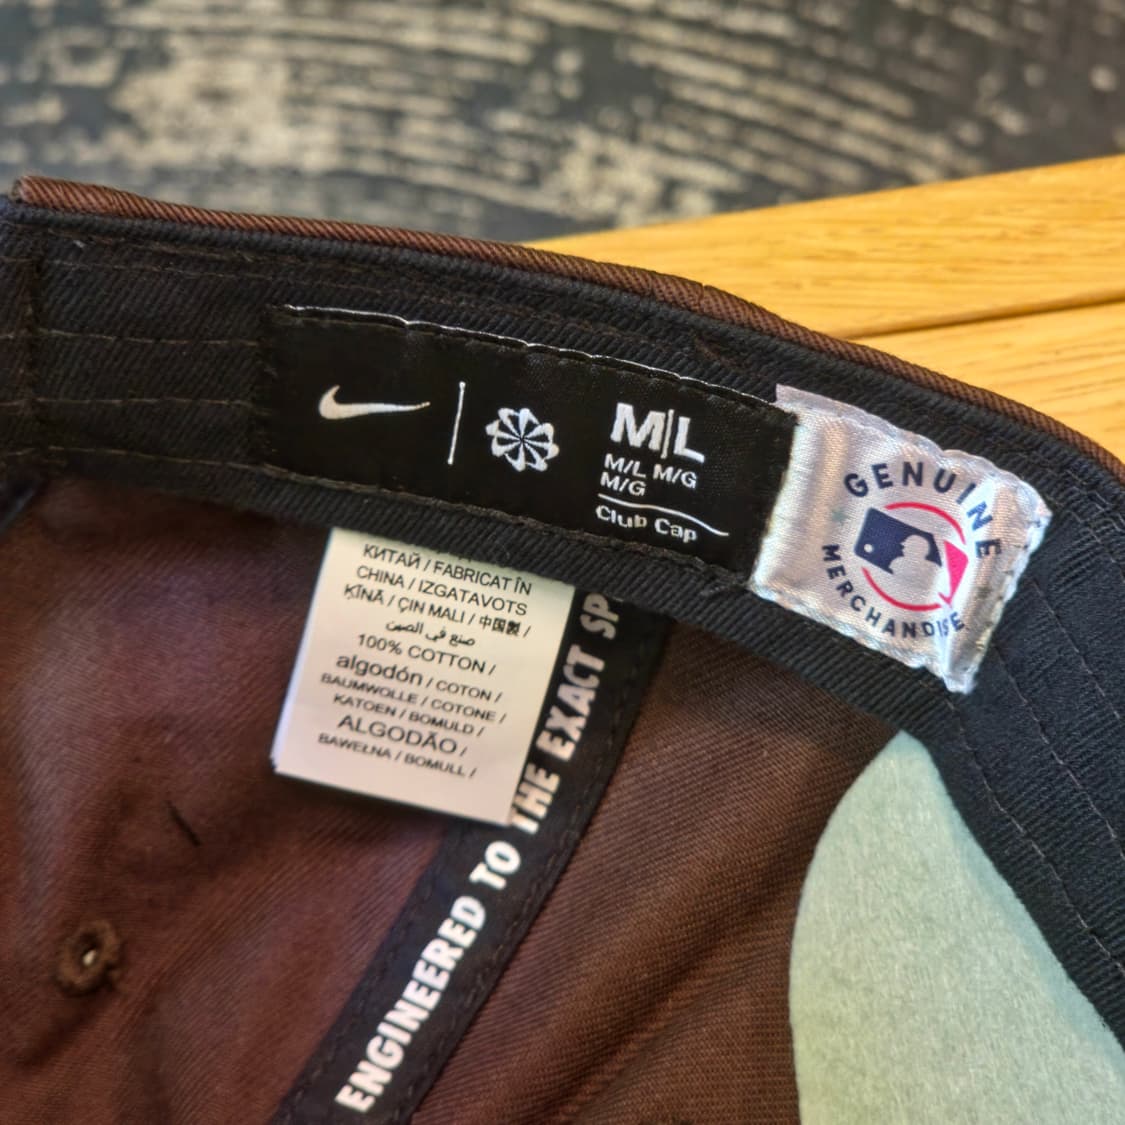 M|L
M/L M/G
M/G
Club Cap
GENUINE
MERCHANDISE
КИТАЙ / FABRICAT ÎN
CHINA / IZGATAVOTS
ĶĪNĀ / ÇIN MALI / 中国製 /
صنع في الصين
100% COTTON /
algodón / COTON /
BAUMWOLLE / COTONE /
KATOEN / BOMULD /
ALGODÃO /
BAWEŁNA / BOMULL /
ENGINEERED TO THE EXACT SP